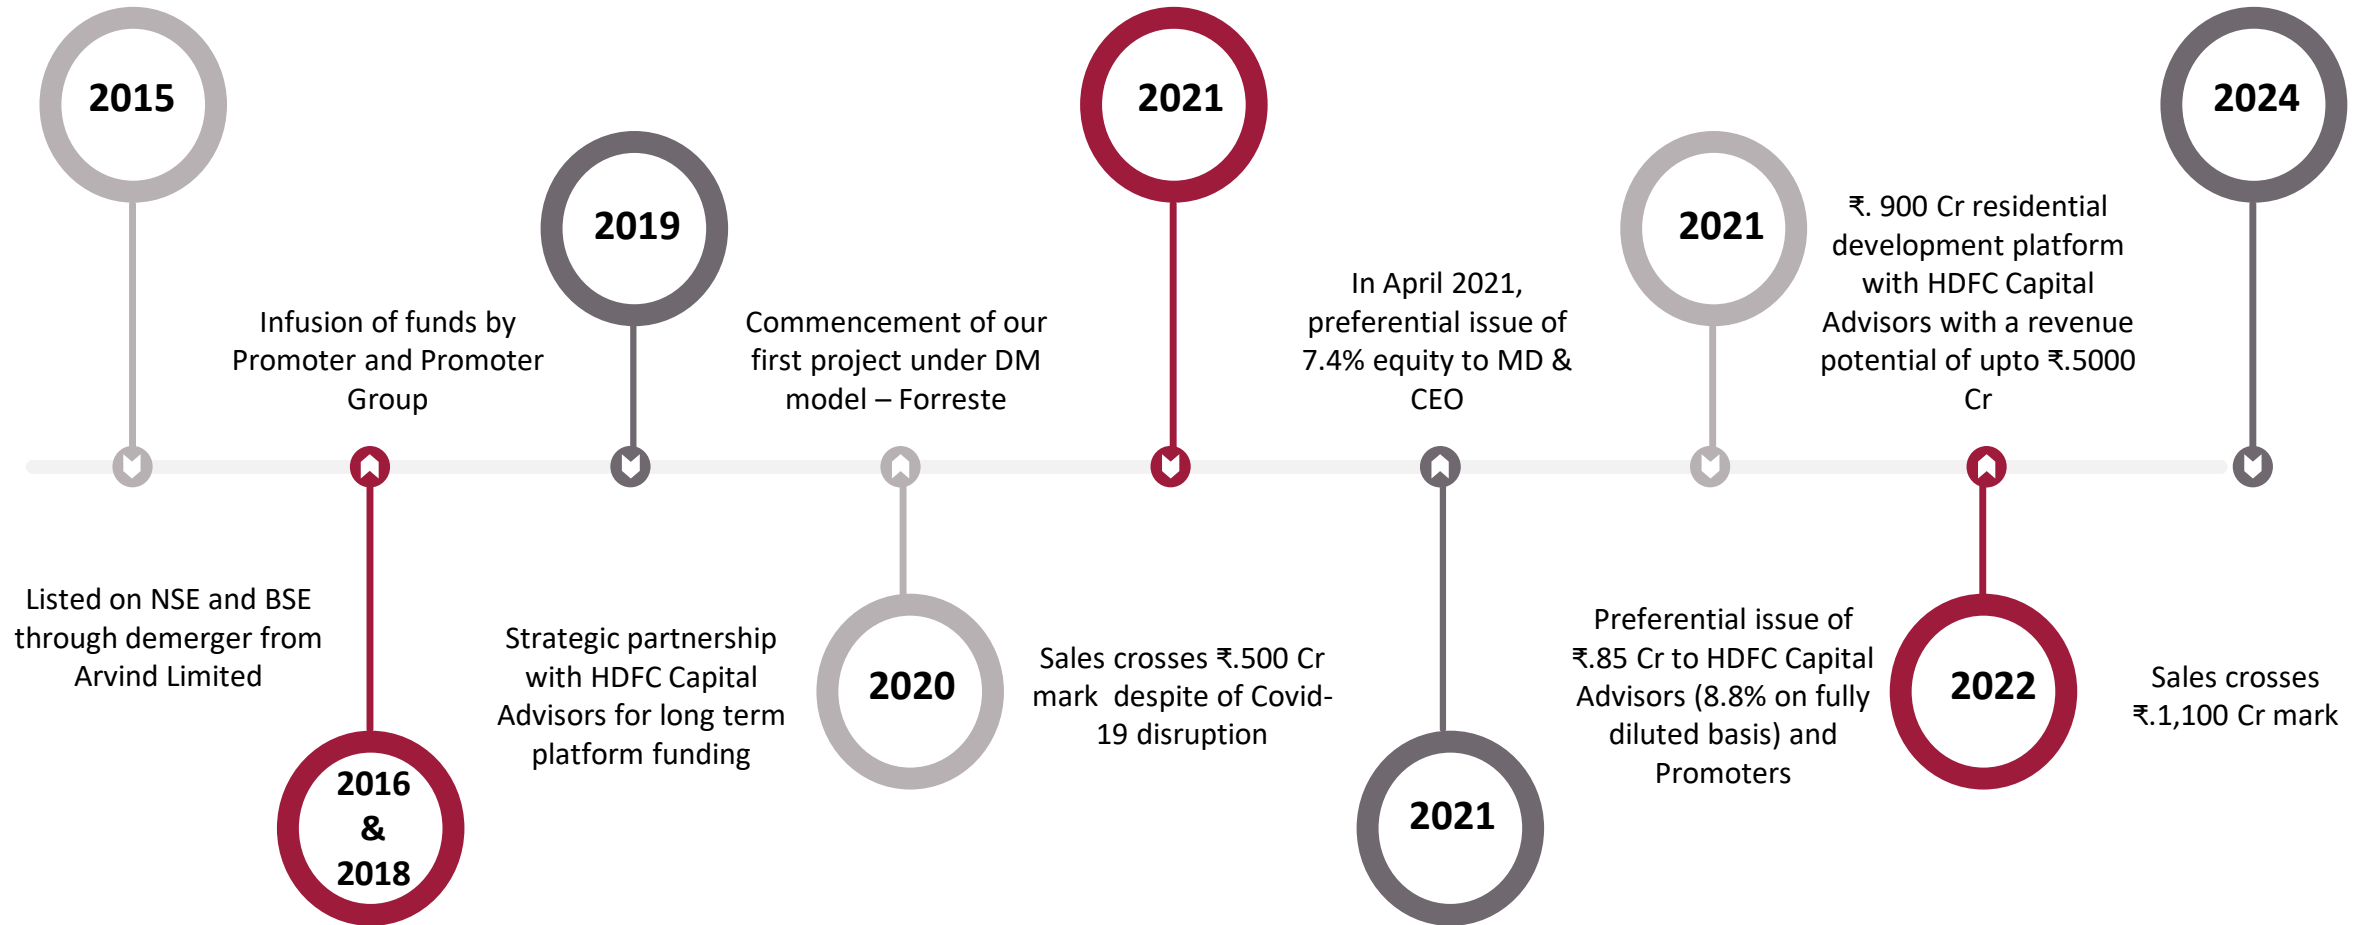 2015
Listed on NSE and BSE
through demerger from
Arvind Limited
Infusion of funds by
Promoter and Promoter
Group
2016
&
2018
2019
Strategic partnership
with HDFC Capital
Advisors for long term
platform funding
Commencement of our
first project under DM
model – Forreste
2020
2021
Sales crosses ₹.500 Cr
mark despite of Covid-
19 disruption
In April 2021,
preferential issue of
7.4% equity to MD &
CEO
2021
2021
Preferential issue of
₹.85 Cr to HDFC Capital
Advisors (8.8% on fully
diluted basis) and
Promoters
₹. 900 Cr residential
development platform
with HDFC Capital
Advisors with a revenue
potential of upto ₹.5000
Cr
2022
2024
Sales crosses
₹.1,100 Cr mark